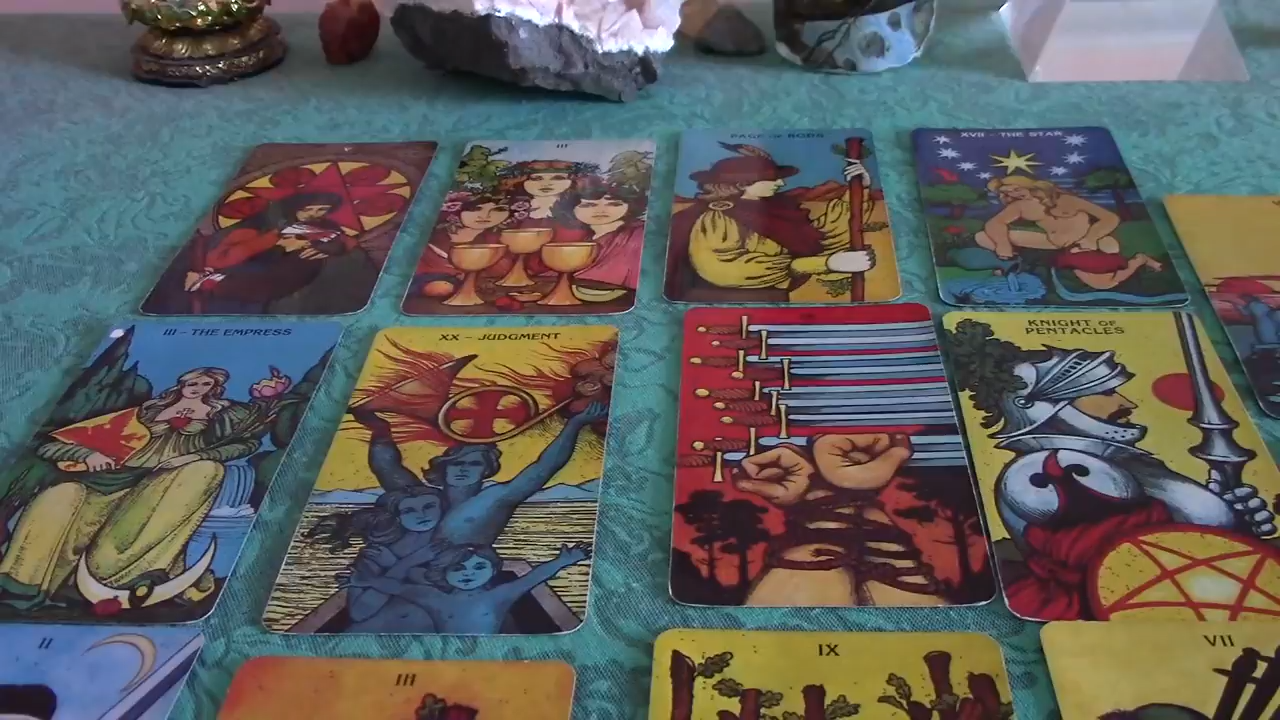 V
III
PAGE OF RODS
XVII - THE STAR
III - THE EMPRESS
XX - JUDGMENT
KNIGHT OF
PENTACLES
II
III
IX
VII